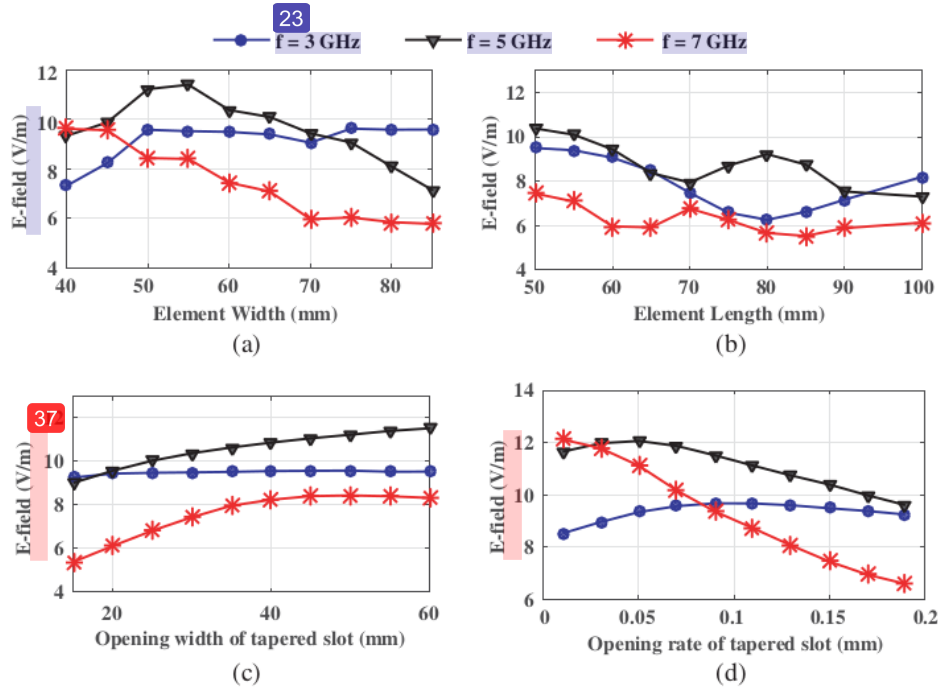 23
f = 3 GHz f = 5 GHz f = 7 GHz
12
10
8
6
4
E-field (V/m)
40 50 60 70 80
Element Width (mm)
(a)
12
10
8
6
4
E-field (V/m)
50 60 70 80 90 100
Element Length (mm)
(b)
37
10
8
6
4
E-field (V/m)
20 40 60
Opening width of tapered slot (mm)
(c)
14
12
10
8
6
E-field (V/m)
0 0.05 0.1 0.15 0.2
Opening rate of tapered slot (mm)
(d)